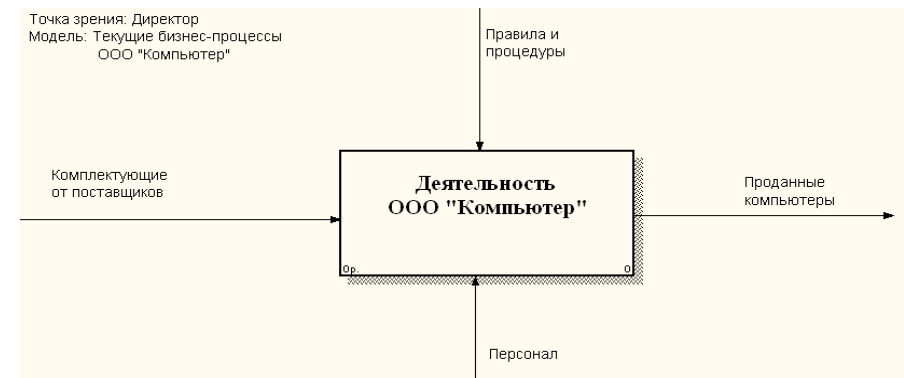 Точка зрения: Директор
Модель: Текущие бизнес-процессы
ООО "Компьютер"
Правила и
процедуры
Комплектующие
от поставщиков
Деятельность
ООО "Компьютер"
0р.
0
Проданные
компьютеры
Персонал